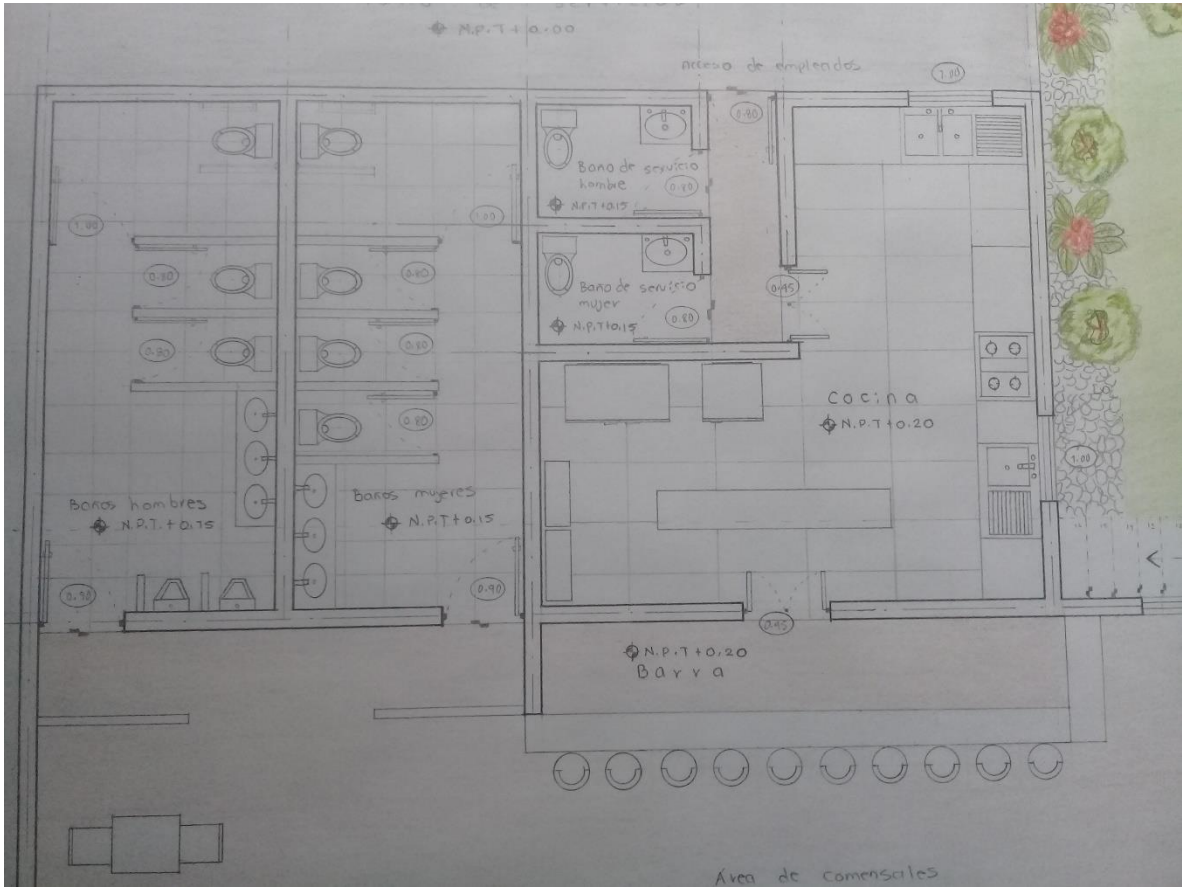 N.P.T + 0.00
Acceso de empleados
1.00
0.90
Baño de servicio
hombre
0.80
N.P.T+0.15
1.00
1.00
Baño de servicio
mujer
0.80
N.P.T+0.15
0.80
0.80
0.95
0.80
0.80
0.80
Cocina
N.P.T+0.20
1.00
Baños hombres
N.P.T.+0.15
Baños mujeres
N.P.T+0.15
0.90
0.90
0.95
N.P.T+0.20
Barra
Área de comensales